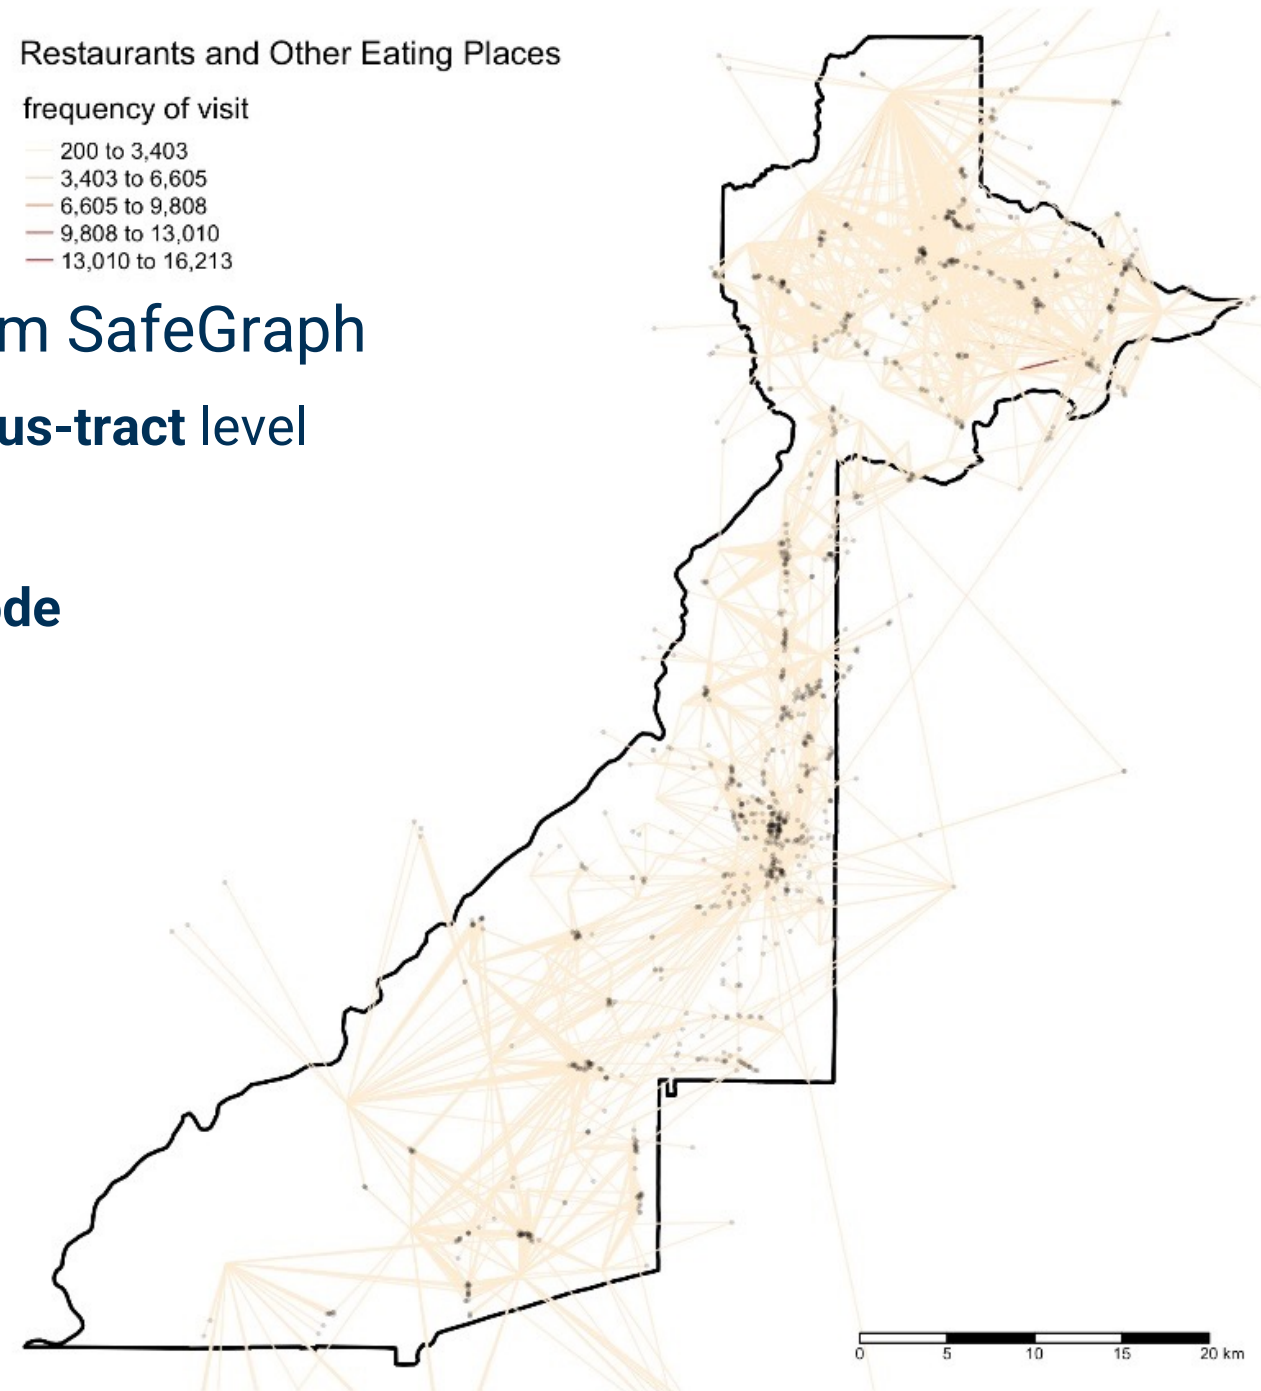 Restaurants and Other Eating Places
frequency of visit
200 to 3,403
3,403 to 6,605
6,605 to 9,808
9,808 to 13,010
13,010 to 16,213
m SafeGraph
us-tract level
de
0 5 10 15 20 km